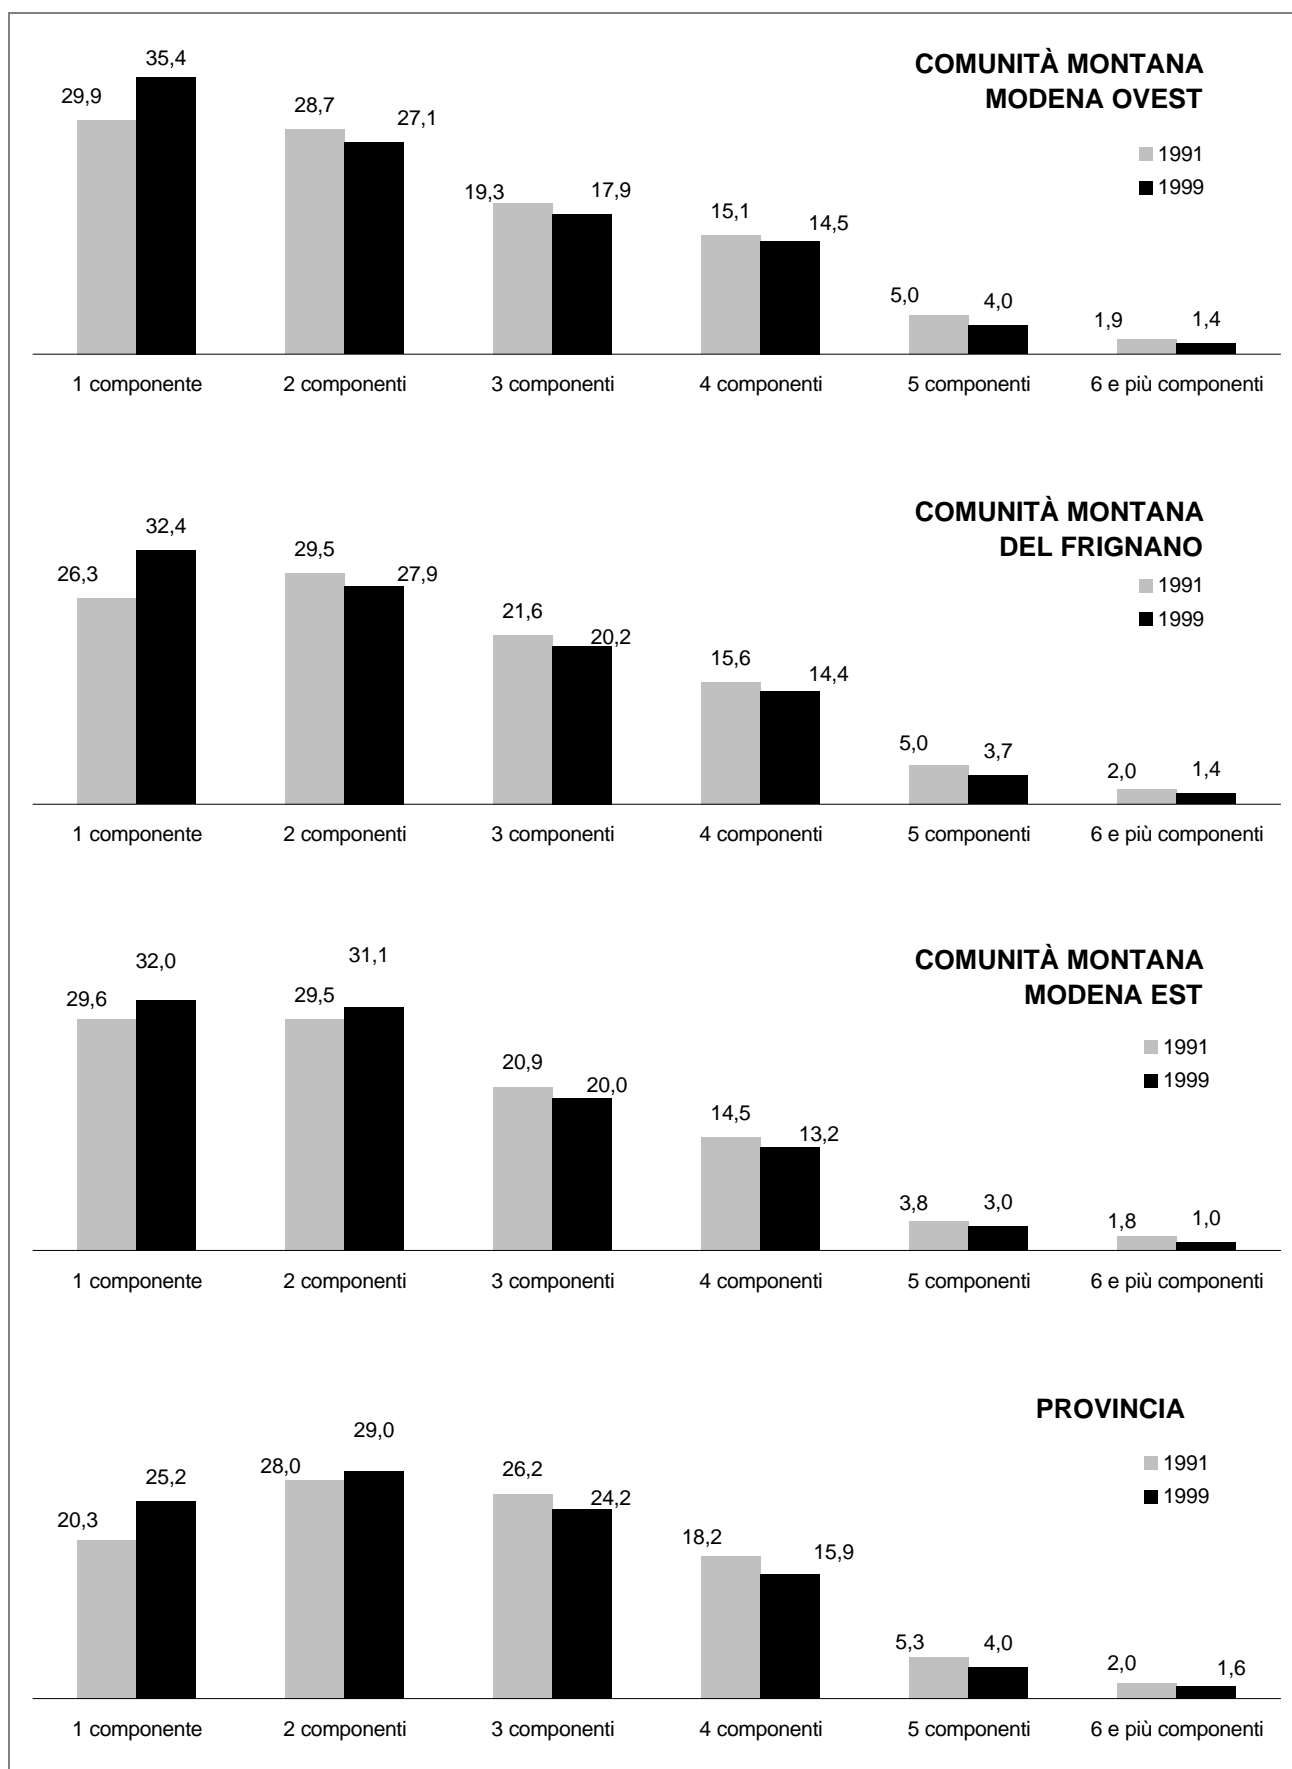 COMUNITÀ MONTANA
MODENA OVEST
1991
1999
29,9 35,4 28,7 27,1 19,3 17,9 15,1 14,5 5,0 4,0 1,9 1,4
1 componente 2 componenti 3 componenti 4 componenti 5 componenti 6 e più componenti
COMUNITÀ MONTANA
DEL FRIGNANO
1991
1999
26,3 32,4 29,5 27,9 21,6 20,2 15,6 14,4 5,0 3,7 2,0 1,4
1 componente 2 componenti 3 componenti 4 componenti 5 componenti 6 e più componenti
COMUNITÀ MONTANA
MODENA EST
1991
1999
29,6 32,0 29,5 31,1 20,9 20,0 14,5 13,2 3,8 3,0 1,8 1,0
1 componente 2 componenti 3 componenti 4 componenti 5 componenti 6 e più componenti
PROVINCIA
1991
1999
20,3 25,2 28,0 29,0 26,2 24,2 18,2 15,9 5,3 4,0 2,0 1,6
1 componente 2 componenti 3 componenti 4 componenti 5 componenti 6 e più componenti